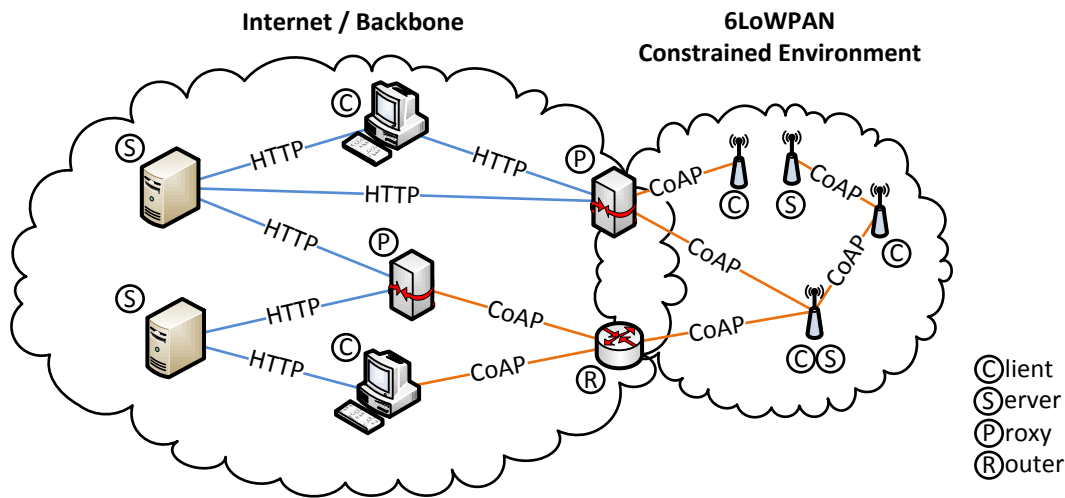 Internet / Backbone
6LoWPAN
Constrained Environment
C
S
HTTP
HTTP
P
HTTP
CoAP
C
S
CoAP
C
HTTP
P
CoAP
CoAP
S
HTTP
CoAP
CoAP
C S
HTTP
C
CoAP
R
Client
Server
Proxy
Router